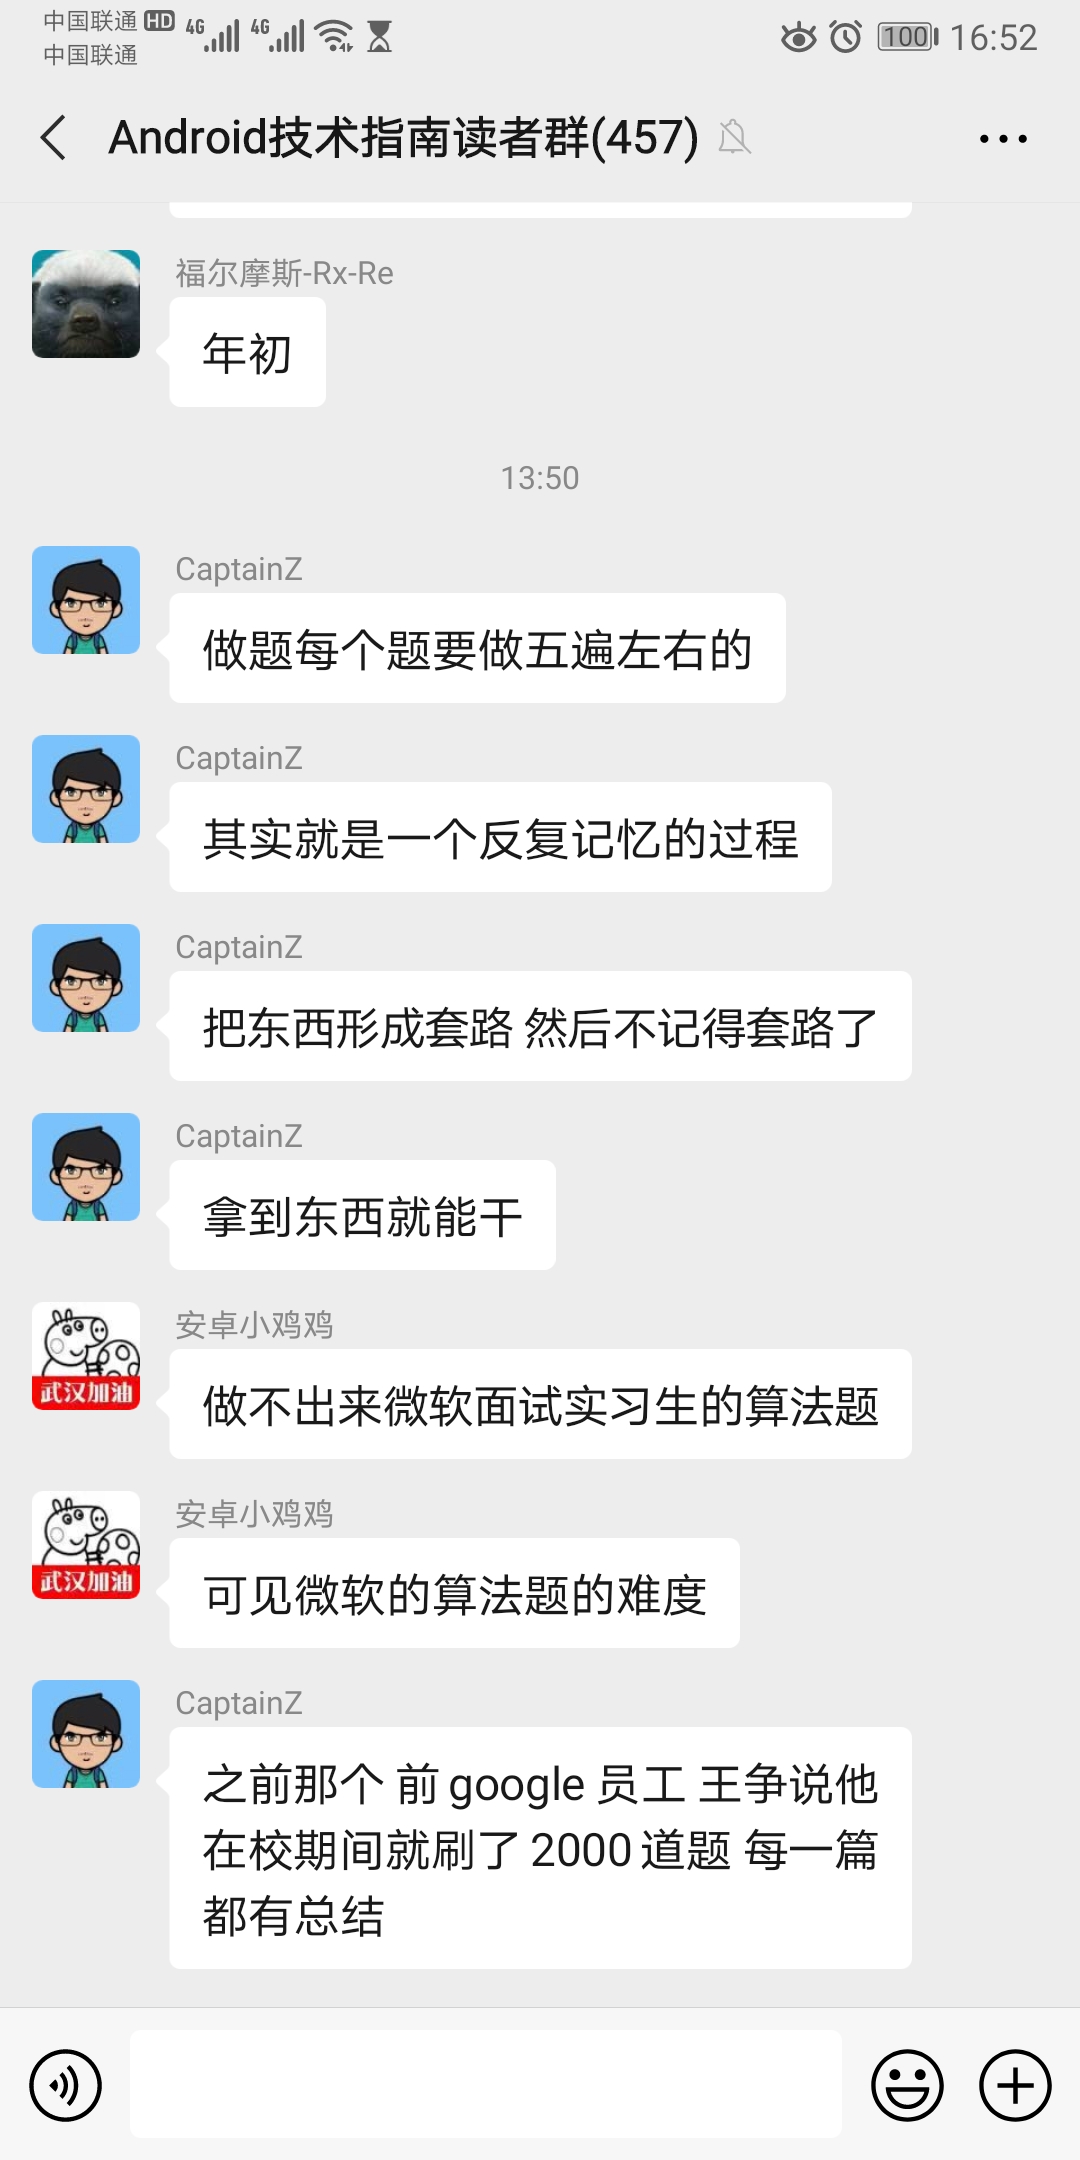 中国联通 HD 4G 4G 100 16:52
中国联通
Android技术指南读者群(457)
福尔摩斯-Rx-Re
年初
13:50
CaptainZ
做题每个题要做五遍左右的
CaptainZ
其实就是一个反复记忆的过程
CaptainZ
把东西形成套路 然后不记得套路了
CaptainZ
拿到东西就能干
武汉加油
安卓小鸡鸡
做不出来微软面试实习生的算法题
武汉加油
安卓小鸡鸡
可见微软的算法题的难度
CaptainZ
之前那个 前 google 员工 王争说他
在校期间就刷了 2000 道题 每一篇
都有总结